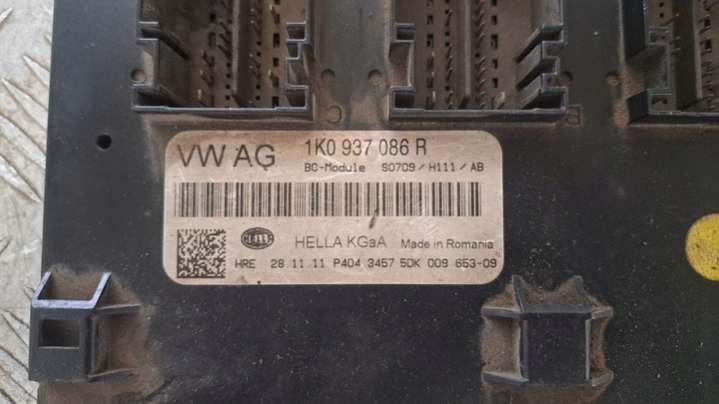 C
B
VW AG 1K0 937 086 R
BC-Module S0709 / H111 / AB
HELLA HELLA KGaA Made in Romania
HRE 28.11.11 P404 3457 5DK 009 653-09